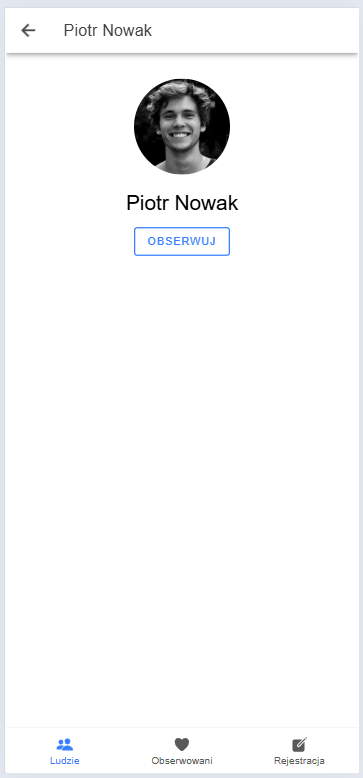 Piotr Nowak
Piotr Nowak
OBSERWUJ
Ludzie
Obserwowani
Rejestracja